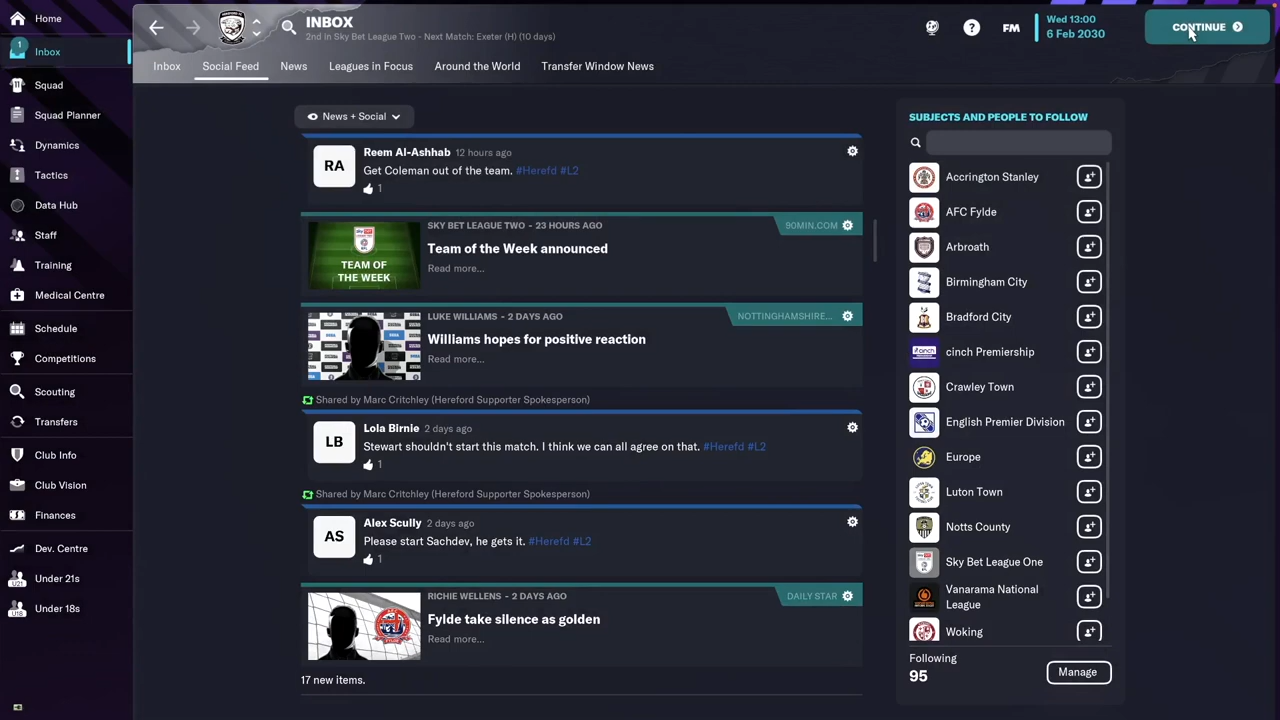 Home
INBOX
2nd in Sky Bet League Two - Next Match: Exeter (H) (10 days)
FM
Wed 13:00
6 Feb 2030
CONTINUE
1
Inbox
Squad
Squad Planner
Dynamics
Tactics
Data Hub
Staff
Training
Medical Centre
Schedule
Competitions
Scouting
Transfers
Club Info
Club Vision
Finances
Dev. Centre
U21
Under 21s
U18
Under 18s
Inbox
Social Feed
News
Leagues in Focus
Around the World
Transfer Window News
News + Social
RA
Reem Al-Ashhab 12 hours ago
Get Coleman out of the team. #Herefd #L2
1
SKY BET LEAGUE TWO - 23 HOURS AGO
90MIN.COM
Team of the Week announced
Read more...
TEAM OF
THE WEEK
LUKE WILLIAMS - 2 DAYS AGO
NOTTINGHAMSHIRE...
Williams hopes for positive reaction
Read more...
Shared by Marc Critchley (Hereford Supporter Spokesperson)
LB
Lola Birnie 2 days ago
Stewart shouldn't start this match. I think we can all agree on that. #Herefd #L2
1
Shared by Marc Critchley (Hereford Supporter Spokesperson)
AS
Alex Scully 2 days ago
Please start Sachdev, he gets it. #Herefd #L2
1
RICHIE WELLENS - 2 DAYS AGO
DAILY STAR
Fylde take silence as golden
Read more...
17 new items.
SUBJECTS AND PEOPLE TO FOLLOW
Accrington Stanley
AFC Fylde
Arbroath
Birmingham City
Bradford City
cinch Premiership
Crawley Town
English Premier Division
Europe
Luton Town
Notts County
Sky Bet League One
Vanarama National
League
Woking
Following
95
Manage